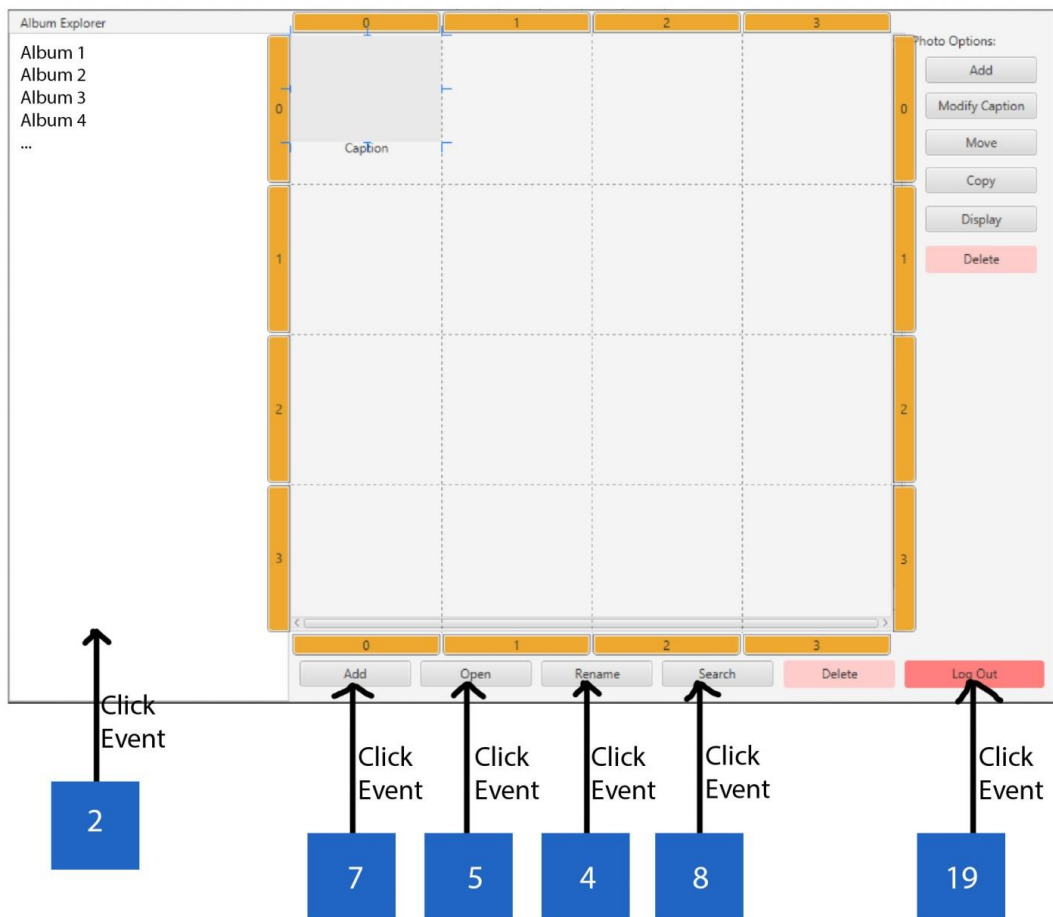 Album Explorer
0 1 2 3
Photo Options:
Album 1
Album 2
Album 3
Album 4
...
0
0
Caption
Add
Modify Caption
Move
Copy
Display
Delete
1
1
2
2
3
3
0 1 2 3
Add Open Rename Search Delete Log Out
Click
Event
Click
Event
Click
Event
Click
Event
Click
Event
Click
Event
2
7 5 4 8 19